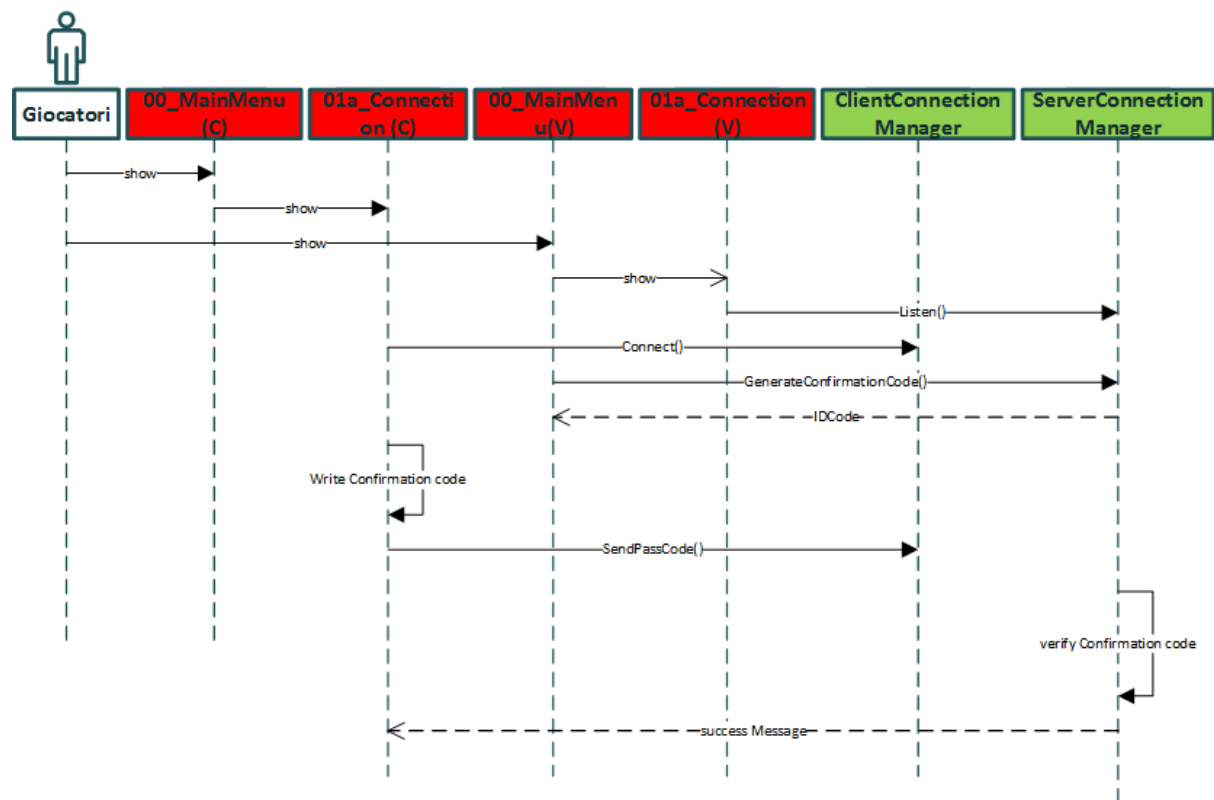 Giocatori
00_MainMenu
(C)
01a_Connecti
on (C)
00_MainMen
u(V)
01a_Connection
(V)
ClientConnection
Manager
ServerConnection
Manager
show
show
show
show
Listen()
Connect()
GenerateConfirmationCode()
IDCode
Write Confirmation code
SendPassCode()
verify Confirmation code
success Message